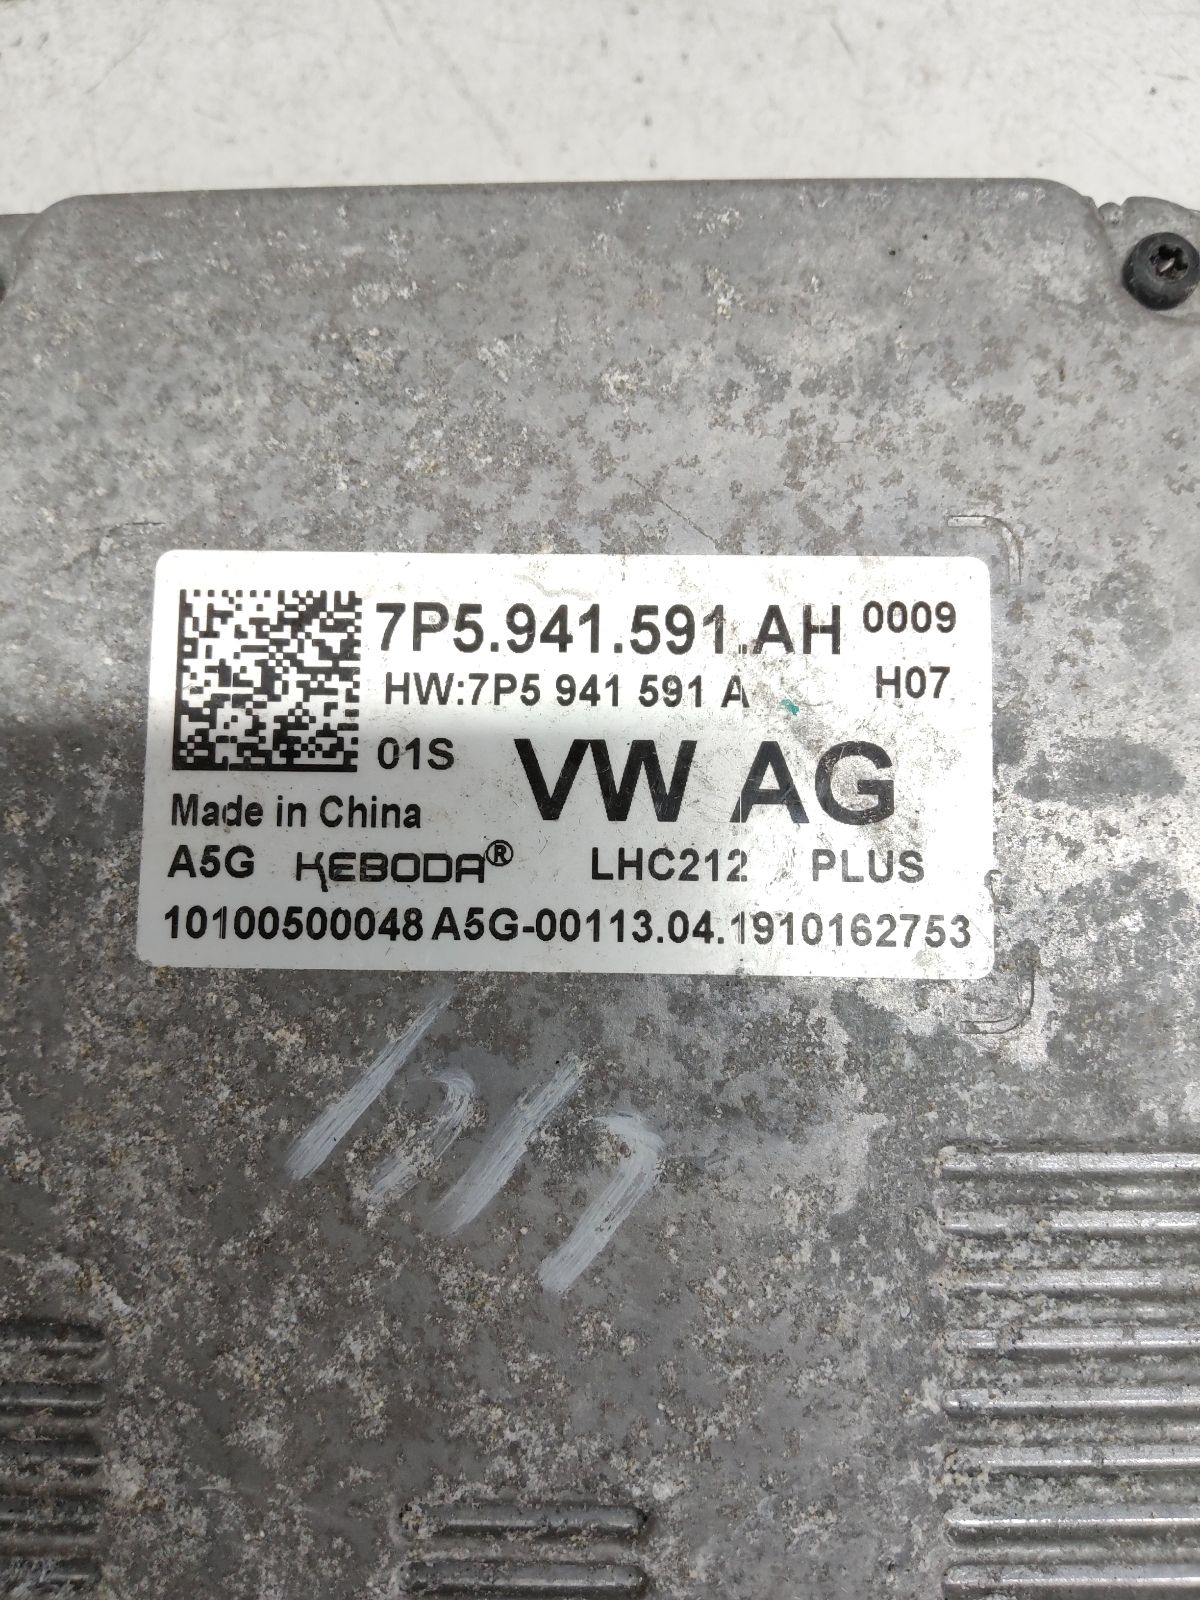 7P5.941.591.AH 0009
HW:7P5 941 591 A H07
01S VW AG
Made in China
A5G KEBODA® LHC212 PLUS
10100500048 A5G-00113.04.1910162753